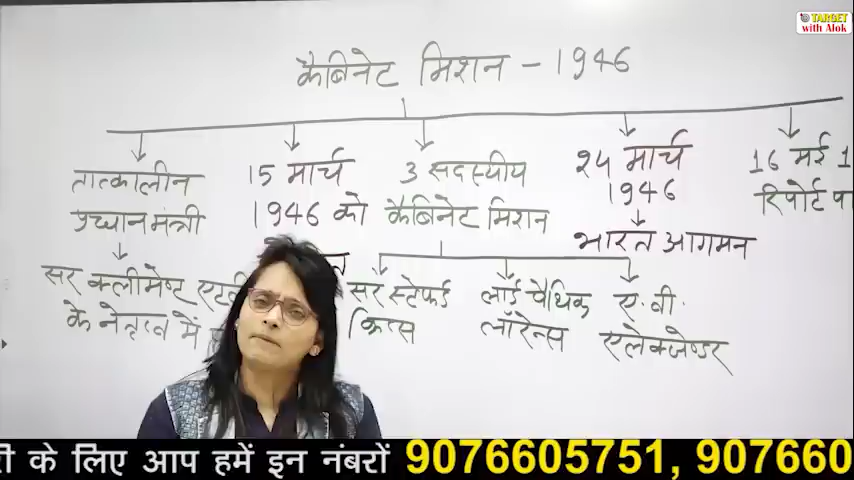 TARGET
with Alok
कैबिनेट मिशन - 1946
तात्कालीन
प्रधानमंत्री
सर क्लीमेण्ट
के नेतृत्व में
15 मार्च
1946 को
3 सदस्यीय
कैबिनेट मिशन
सर स्टेफर्ड
क्रिप्स
लार्ड पैथिक
लॉरेन्स
ए. वी.
एलेक्जेण्डर
24 मार्च
1946
भारत आगमन
16 मई
रिपोर्ट
के लिए आप हमें इन नंबरों 9076605751, 907660